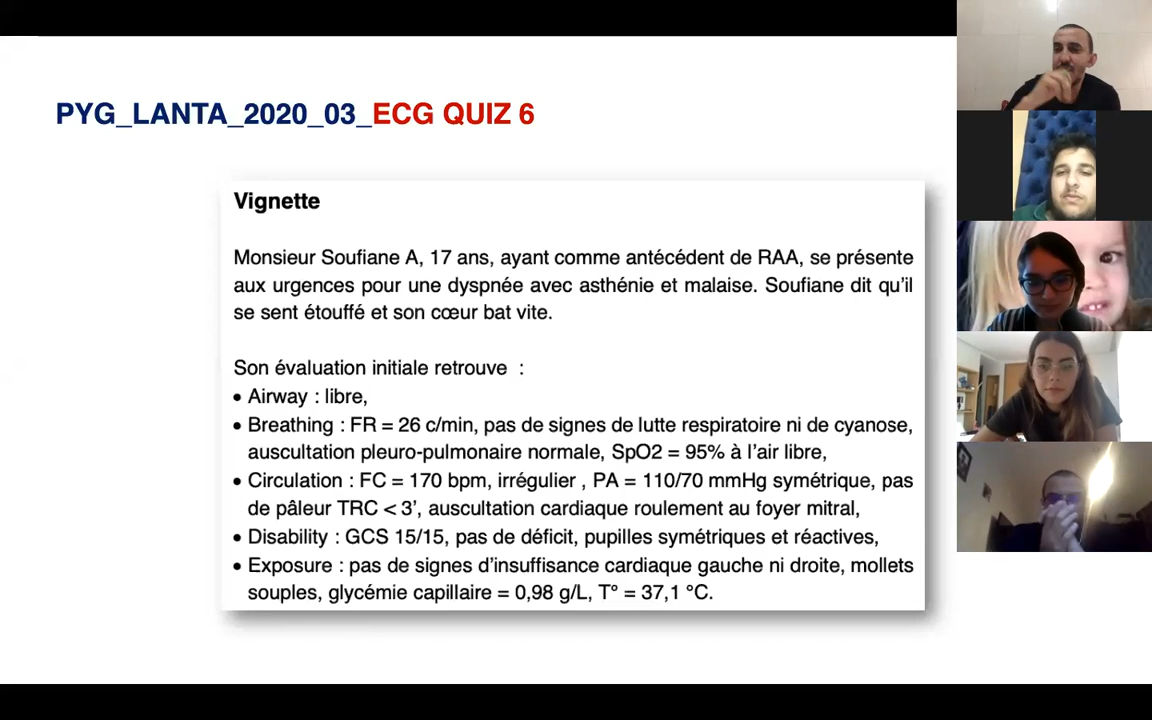 PYG_LANTA_2020_03_ECG QUIZ 6
Vignette
Monsieur Soufiane A, 17 ans, ayant comme antécédent de RAA, se présente
aux urgences pour une dyspnée avec asthénie et malaise. Soufiane dit qu'il
se sent étouffé et son cœur bat vite.
Son évaluation initiale retrouve :
• Airway : libre,
• Breathing : FR = 26 c/min, pas de signes de lutte respiratoire ni de cyanose,
auscultation pleuro-pulmonaire normale, SpO2 = 95% à l'air libre,
• Circulation : FC = 170 bpm, irrégulier , PA = 110/70 mmHg symétrique, pas
de pâleur TRC < 3', auscultation cardiaque roulement au foyer mitral,
• Disability : GCS 15/15, pas de déficit, pupilles symétriques et réactives,
• Exposure : pas de signes d'insuffisance cardiaque gauche ni droite, mollets
souples, glycémie capillaire = 0,98 g/L, T° = 37,1 °C.